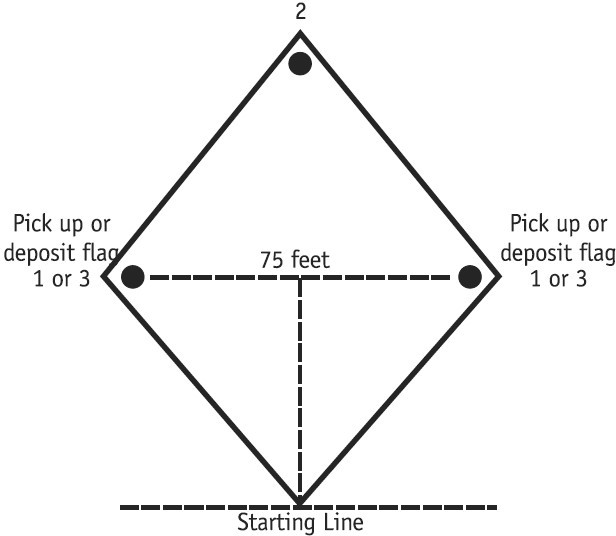 2
Pick up or
deposit flag
1 or 3
75 feet
Pick up or
deposit flag
1 or 3
Starting Line